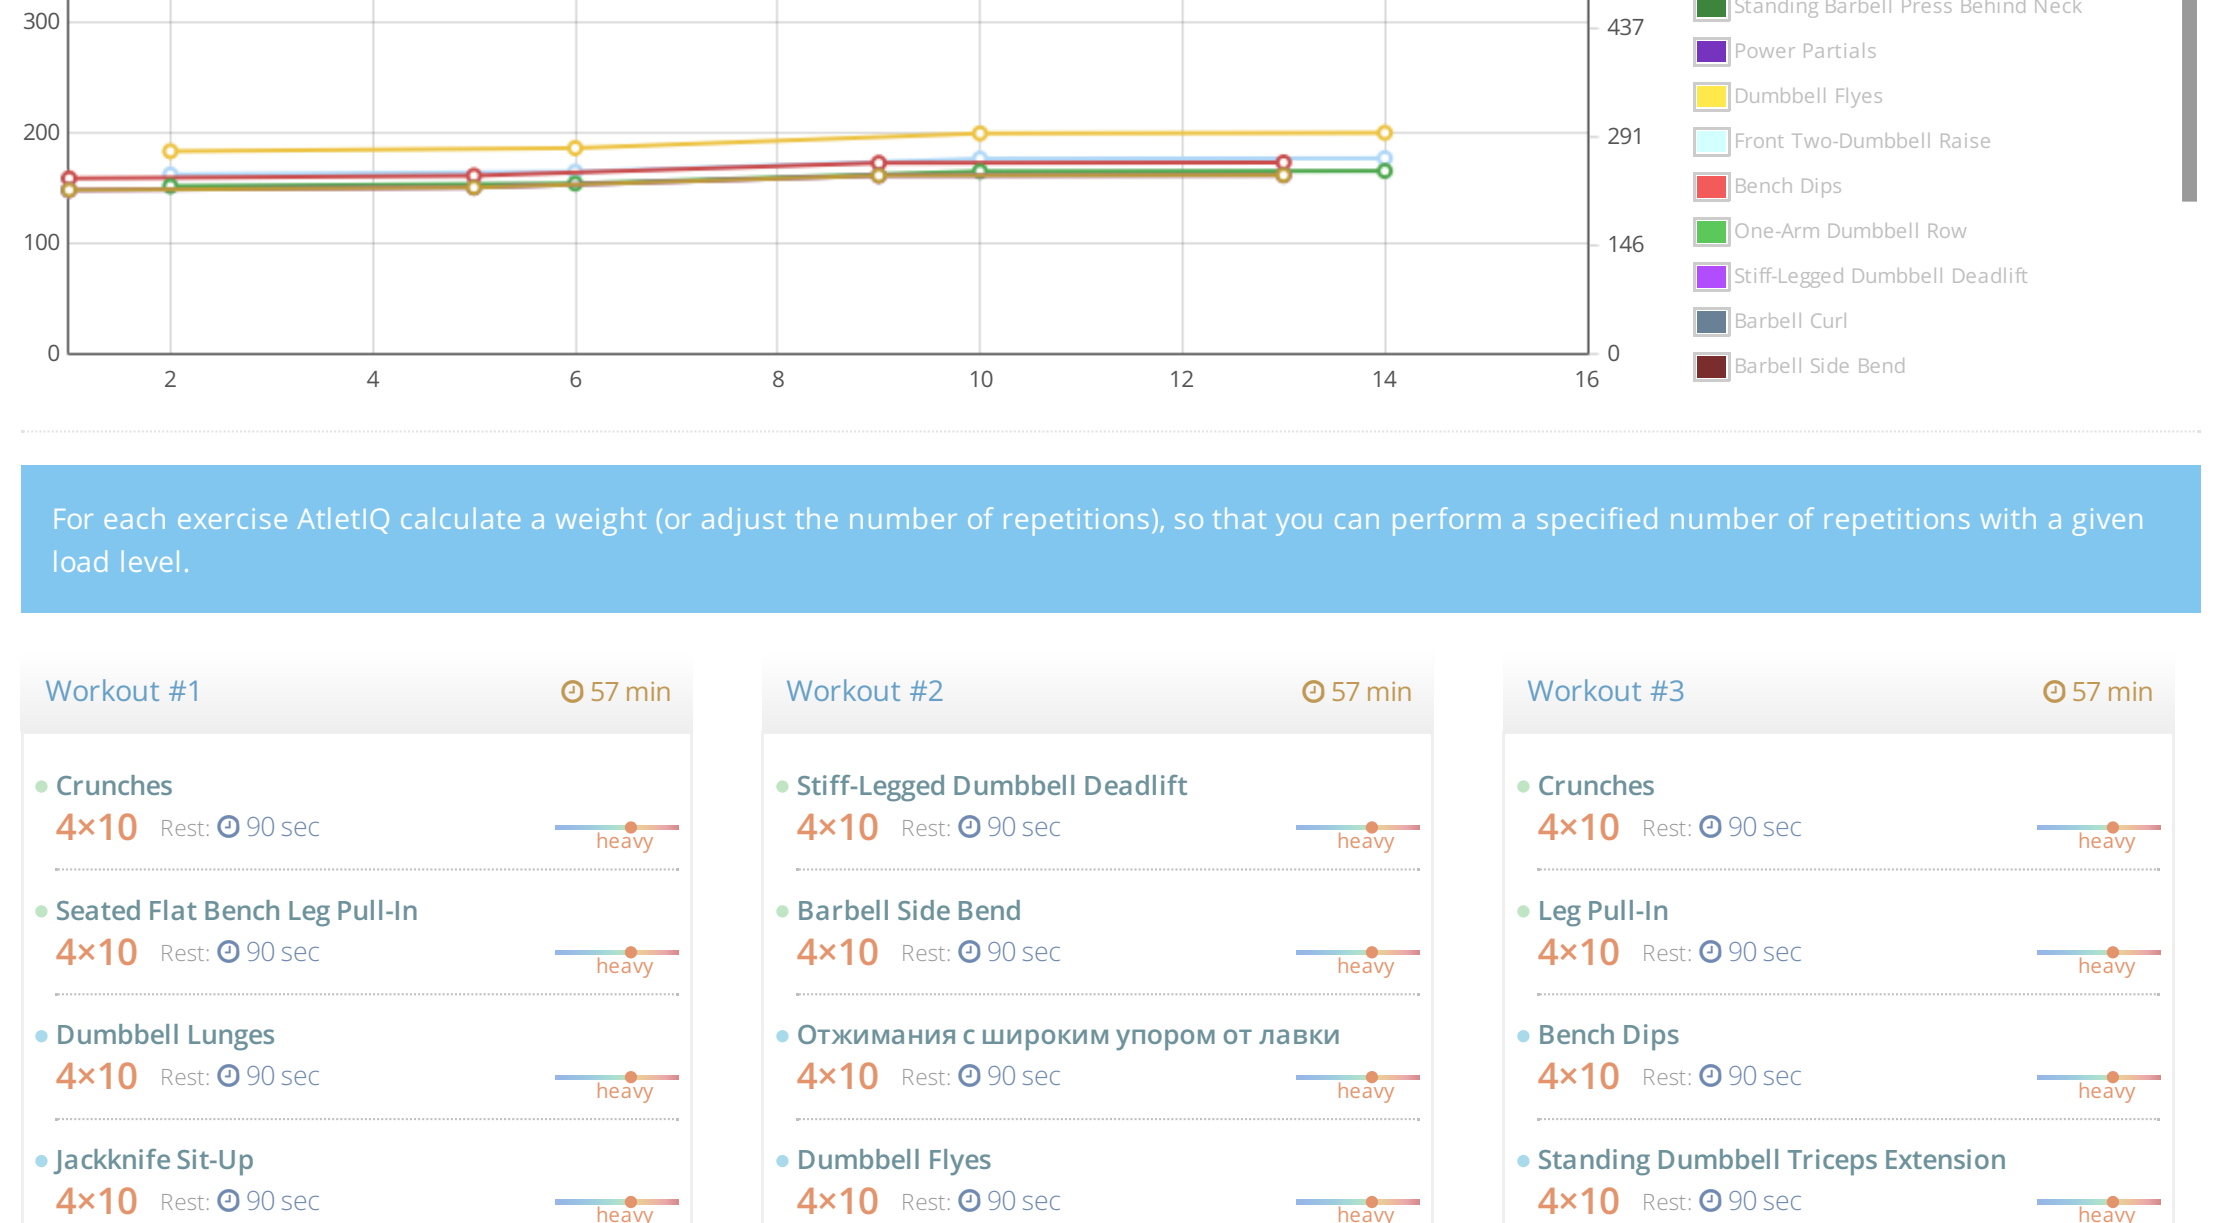 300
437
200
291
100
146
0
0
2 4 6 8 10 12 14 16
Standing Barbell Press Behind Neck
Power Partials
Dumbbell Flyes
Front Two-Dumbbell Raise
Bench Dips
One-Arm Dumbbell Row
Stiff-Legged Dumbbell Deadlift
Barbell Curl
Barbell Side Bend
For each exercise AtletIQ calculate a weight (or adjust the number of repetitions), so that you can perform a specified number of repetitions with a given
load level.
Workout #1 57 min
Crunches
4×10 Rest: 90 sec
heavy
Seated Flat Bench Leg Pull-In
4×10 Rest: 90 sec
heavy
Dumbbell Lunges
4×10 Rest: 90 sec
heavy
Jackknife Sit-Up
4×10 Rest: 90 sec
heavy
Workout #2 57 min
Stiff-Legged Dumbbell Deadlift
4×10 Rest: 90 sec
heavy
Barbell Side Bend
4×10 Rest: 90 sec
heavy
Отжимания с широким упором от лавки
4×10 Rest: 90 sec
heavy
Dumbbell Flyes
4×10 Rest: 90 sec
heavy
Workout #3 57 min
Crunches
4×10 Rest: 90 sec
heavy
Leg Pull-In
4×10 Rest: 90 sec
heavy
Bench Dips
4×10 Rest: 90 sec
heavy
Standing Dumbbell Triceps Extension
4×10 Rest: 90 sec
heavy